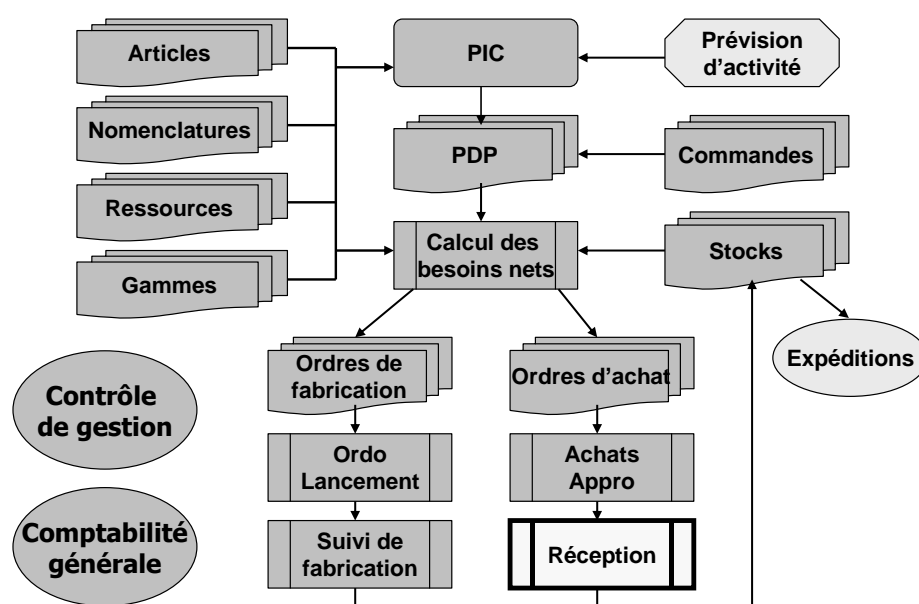 Articles
PIC
Prévision
d'activité
Nomenclatures
PDP
Commandes
Ressources
Calcul des
besoins nets
Stocks
Gammes
Ordres de
fabrication
Ordres d'achat
Expéditions
Contrôle
de gestion
Ordo
Lancement
Achats
Appro
Comptabilité
générale
Suivi de
fabrication
Réception